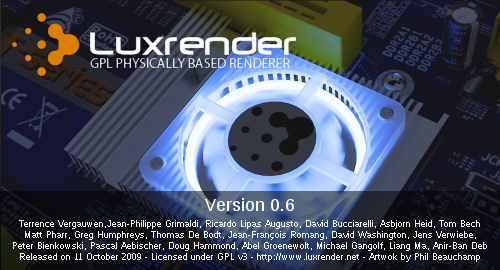 Luxrender
GPL PHYSICALLY BASED RENDERER
Version 0.6
Terrence Vergauwen,Jean-Philippe Grimaldi, Ricardo Lipas Augusto, David Bucciarelli, Asbjorn Heid, Tom Bech
Matt Pharr, Greg Humphreys, Thomas De Bodt, Jean-François Romang, David Washington, Jens Verwiebe,
Peter Bienkowski, Pascal Aebischer, Doug Hammond, Abel Groenewolt, Michael Gangolf, Liang Ma, Anir-Ban Deb
Released on 11 October 2009 - Licensed under GPL v3 - http://www.luxrender.net - Artwok by Phil Beauchamp